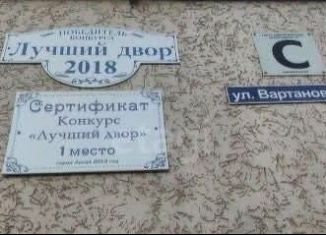 ПОБЕДИТЕЛЬ
КОНКУРСА
"Лучший двор"
2018
Сертификат
Конкурс
«Лучший двор»
1 место
С
ул. Вартанов